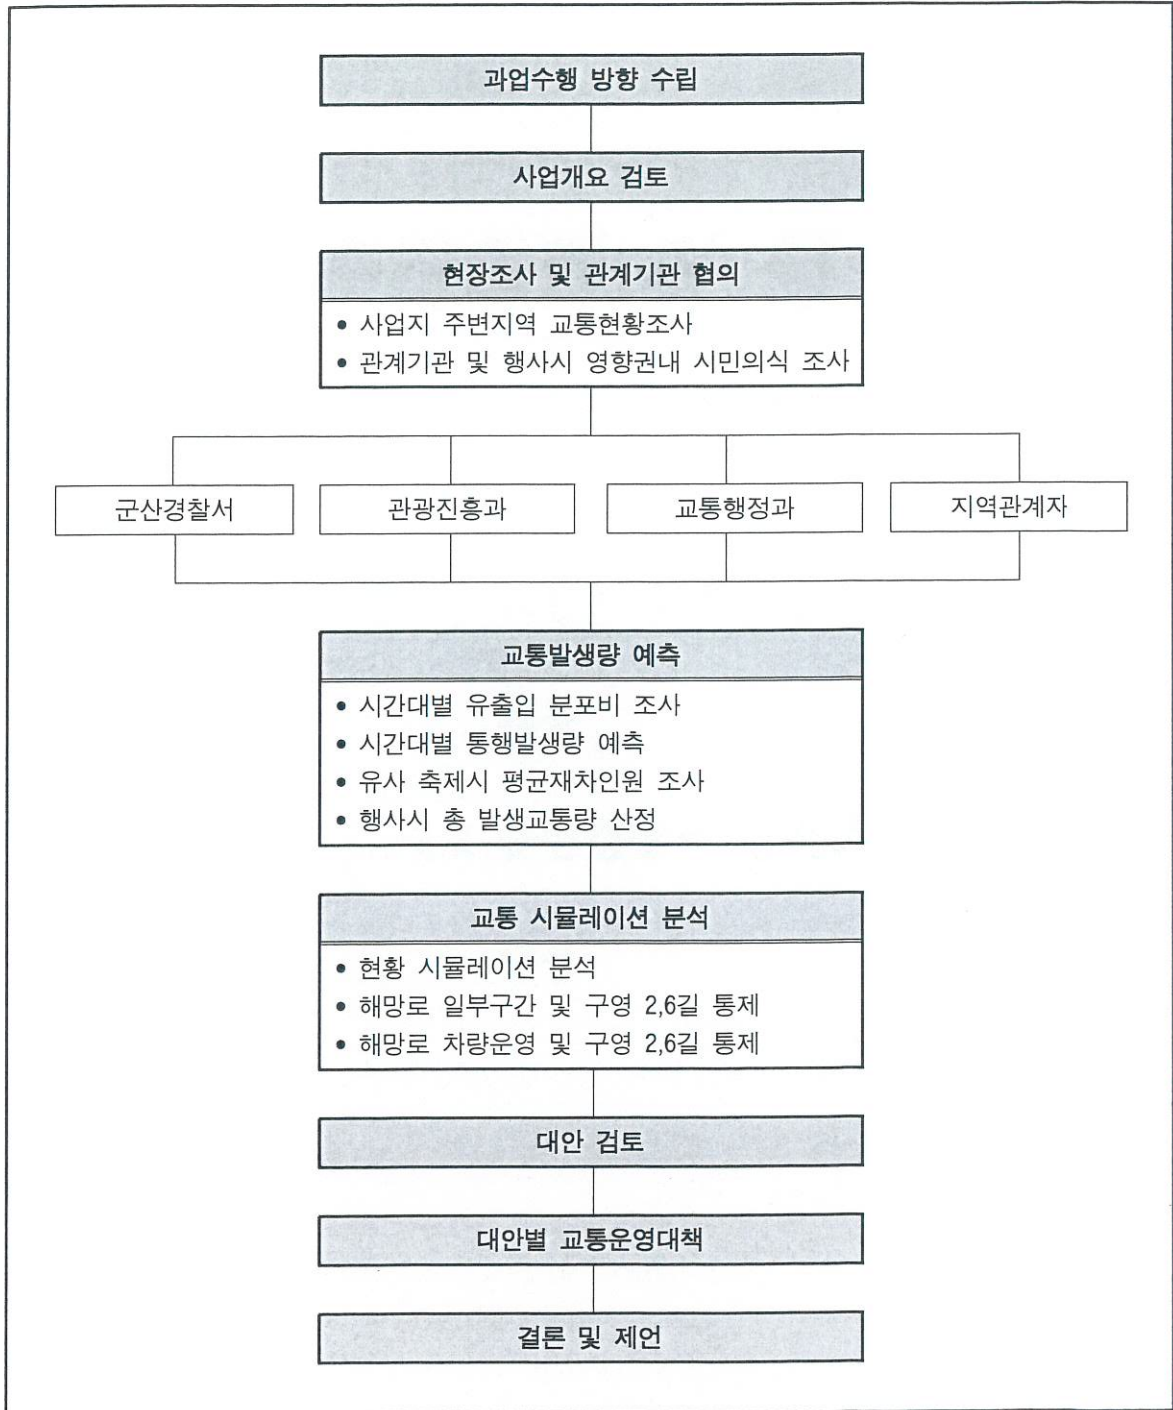 과업수행 방향 수립
사업개요 검토
현장조사 및 관계기관 협의
• 사업지 주변지역 교통현황조사
• 관계기관 및 행사시 영향권내 시민의식 조사
군산경찰서
관광진흥과
교통행정과
지역관계자
교통발생량 예측
• 시간대별 유출입 분포비 조사
• 시간대별 통행발생량 예측
• 유사 축제시 평균재차인원 조사
• 행사시 총 발생교통량 산정
교통 시뮬레이션 분석
• 현황 시뮬레이션 분석
• 해망로 일부구간 및 구영 2,6길 통제
• 해망로 차량운영 및 구영 2,6길 통제
대안 검토
대안별 교통운영대책
결론 및 제언